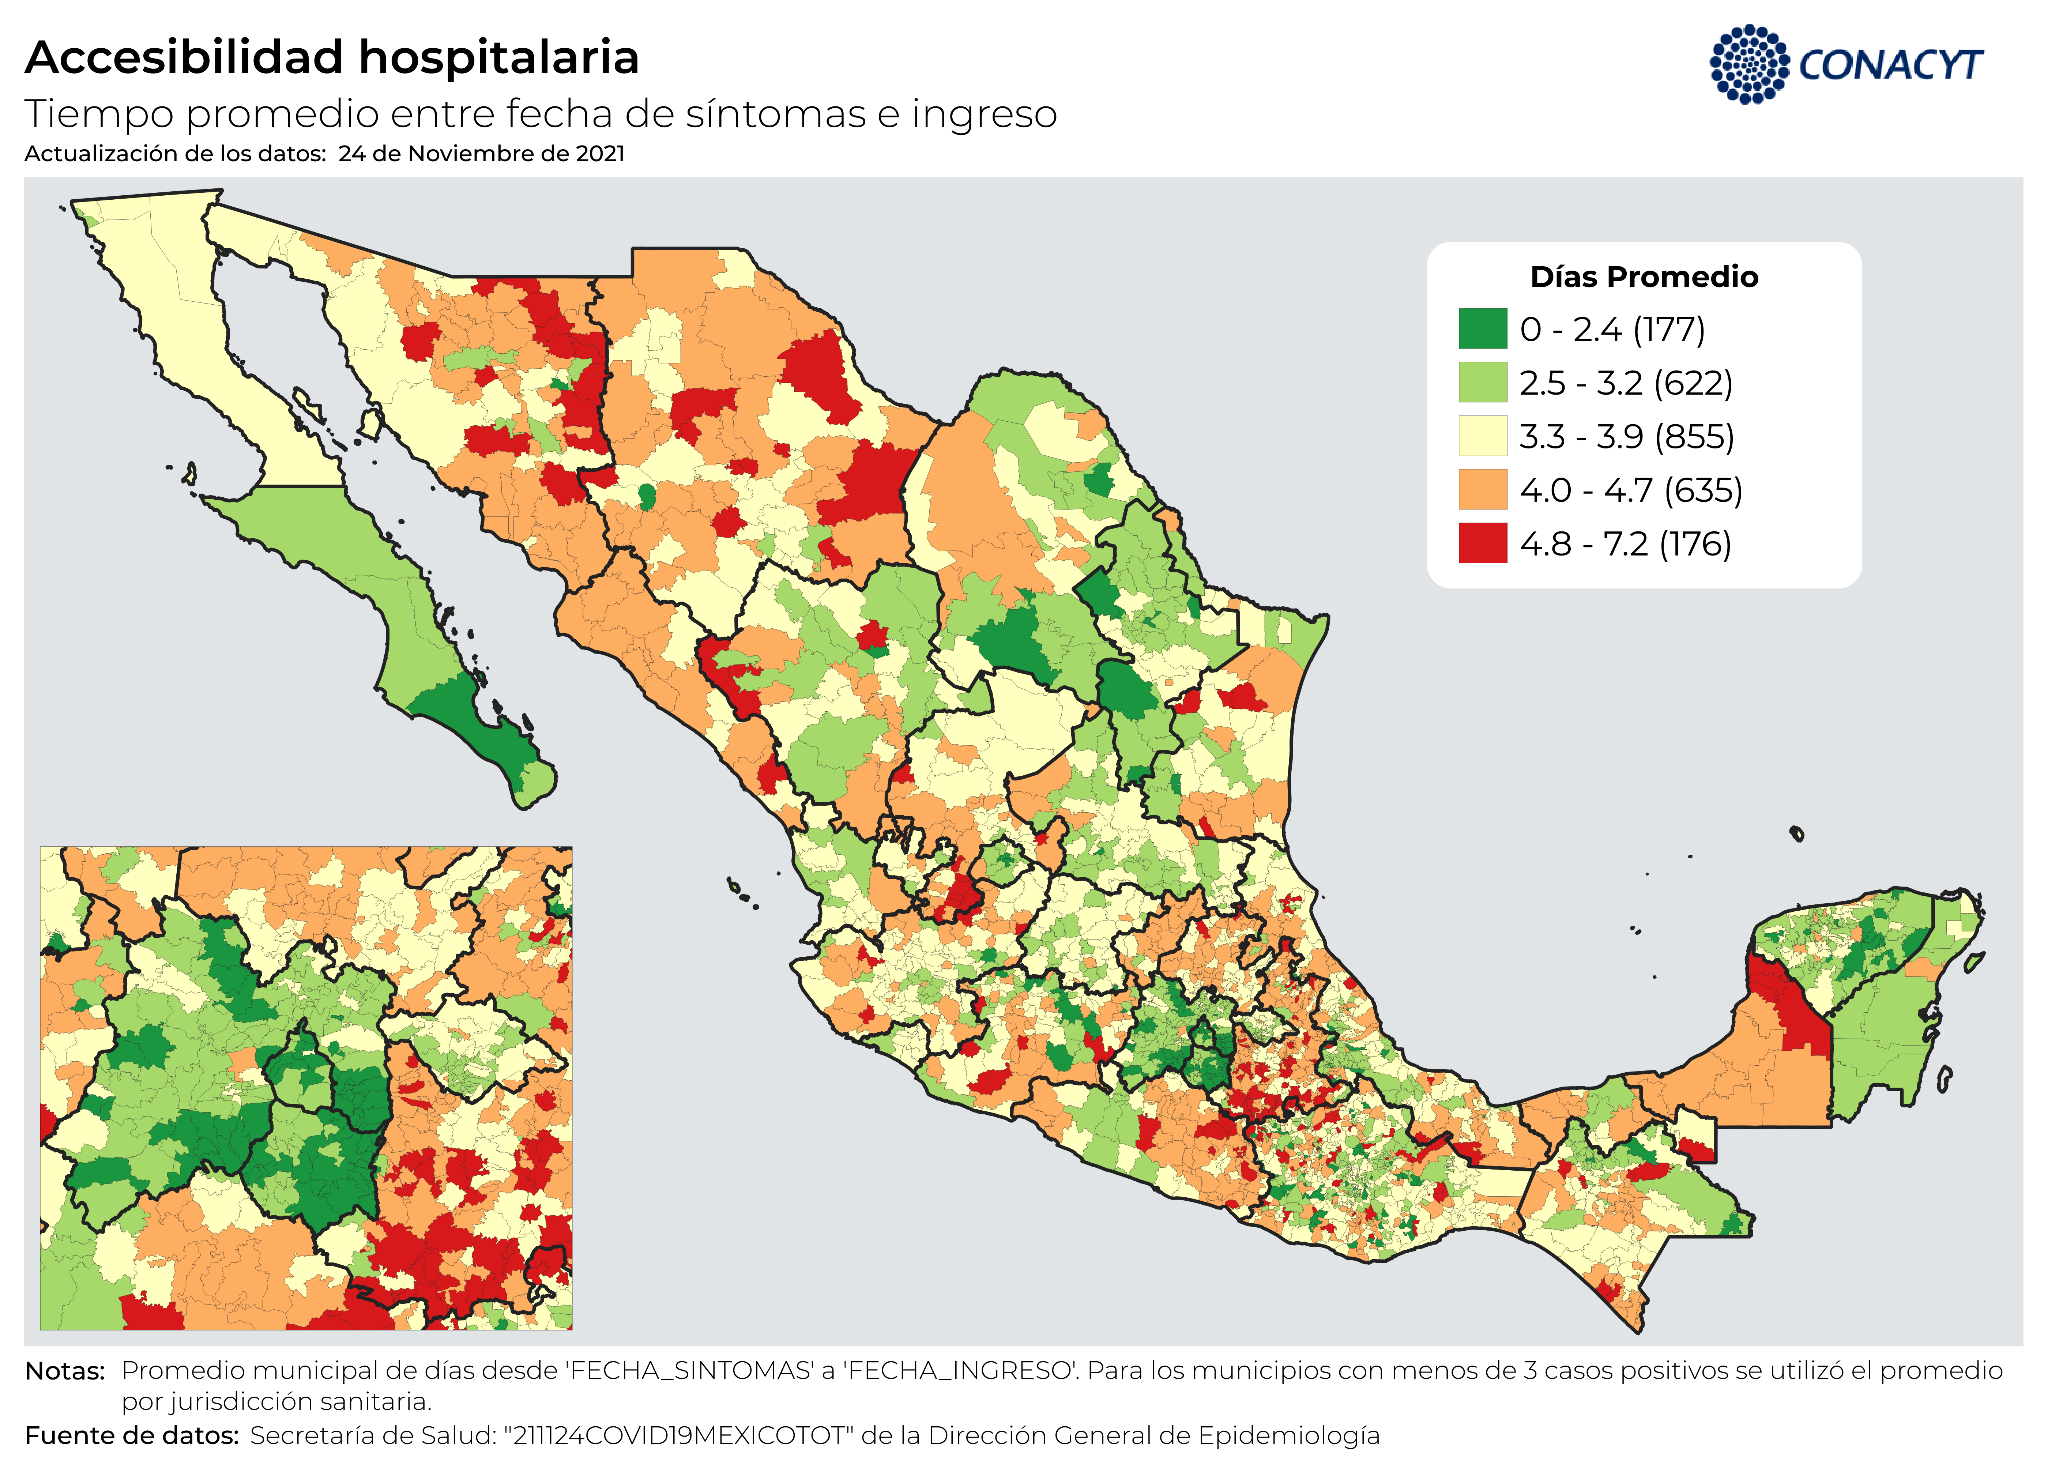 Accesibilidad hospitalaria
Tiempo promedio entre fecha de síntomas e ingreso
Actualización de los datos: 24 de Noviembre de 2021
CONACYT
Días Promedio
0 - 2.4 (177)
2.5 - 3.2 (622)
3.3 - 3.9 (855)
4.0 - 4.7 (635)
4.8 - 7.2 (176)
Notas: Promedio municipal de días desde 'FECHA_SINTOMAS' a 'FECHA_INGRESO'. Para los municipios con menos de 3 casos positivos se utilizó el promedio
por jurisdicción sanitaria.
Fuente de datos: Secretaría de Salud: "211124COVID19MEXICOTOT" de la Dirección General de Epidemiología